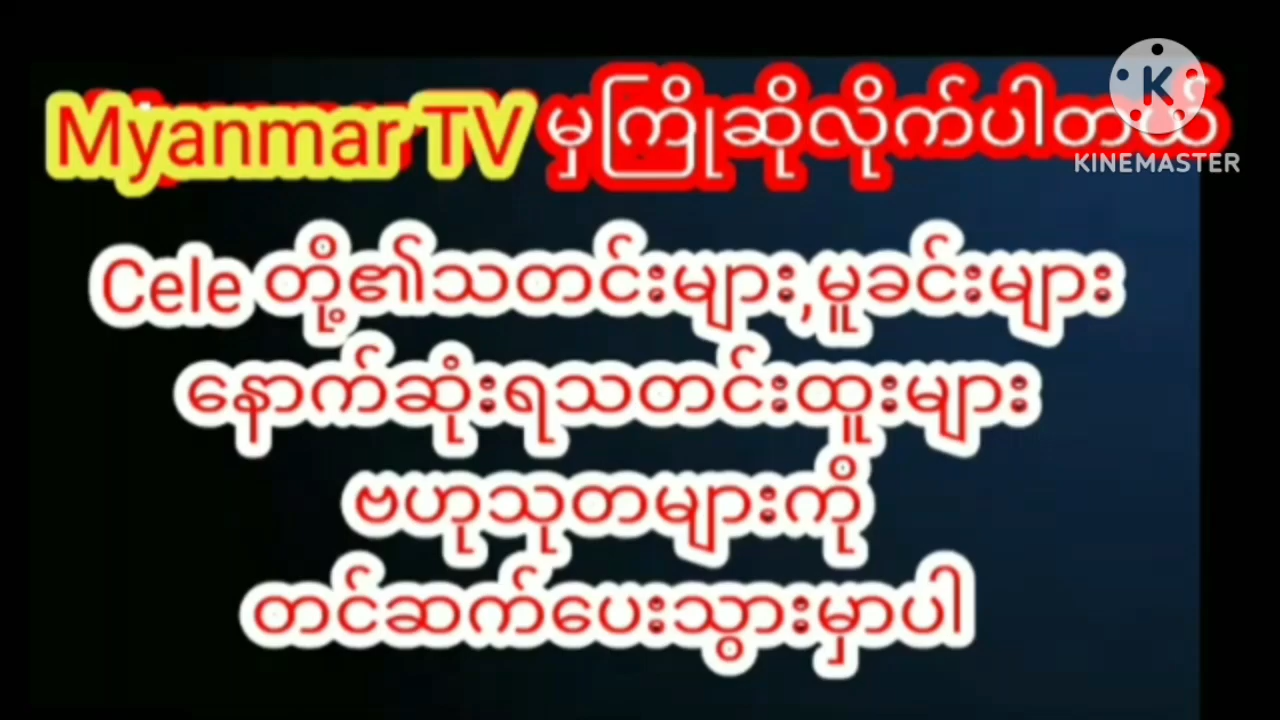 Myanmar TV မှကြိုဆိုလိုက်ပါတယ်
KINEMASTER
Cele တို့၏သတင်းများ,မူခင်းများ
နောက်ဆုံးရသတင်းထူးများ
ဗဟုသုတများကို
တင်ဆက်ပေးသွားမှာပါ